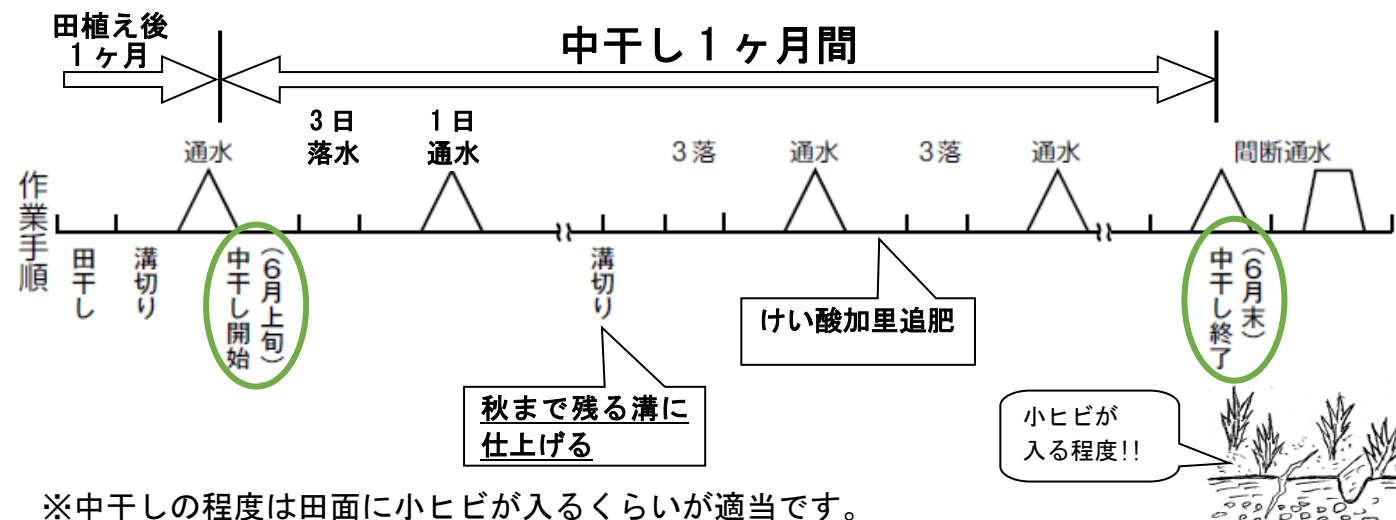 田植え後
1ヶ月
中干し1ヶ月間
3日
落水
1日
通水
通水
3落
通水
3落
通水
間断通水
作業手順
田干し
溝切り
(6月上旬)
中干し開始
溝切り
(6月末)
中干し終了
けい酸加里追肥
秋まで残る溝に
仕上げる
小ヒビが
入る程度!!
※中干しの程度は田面に小ヒビが入るくらいが適当です。